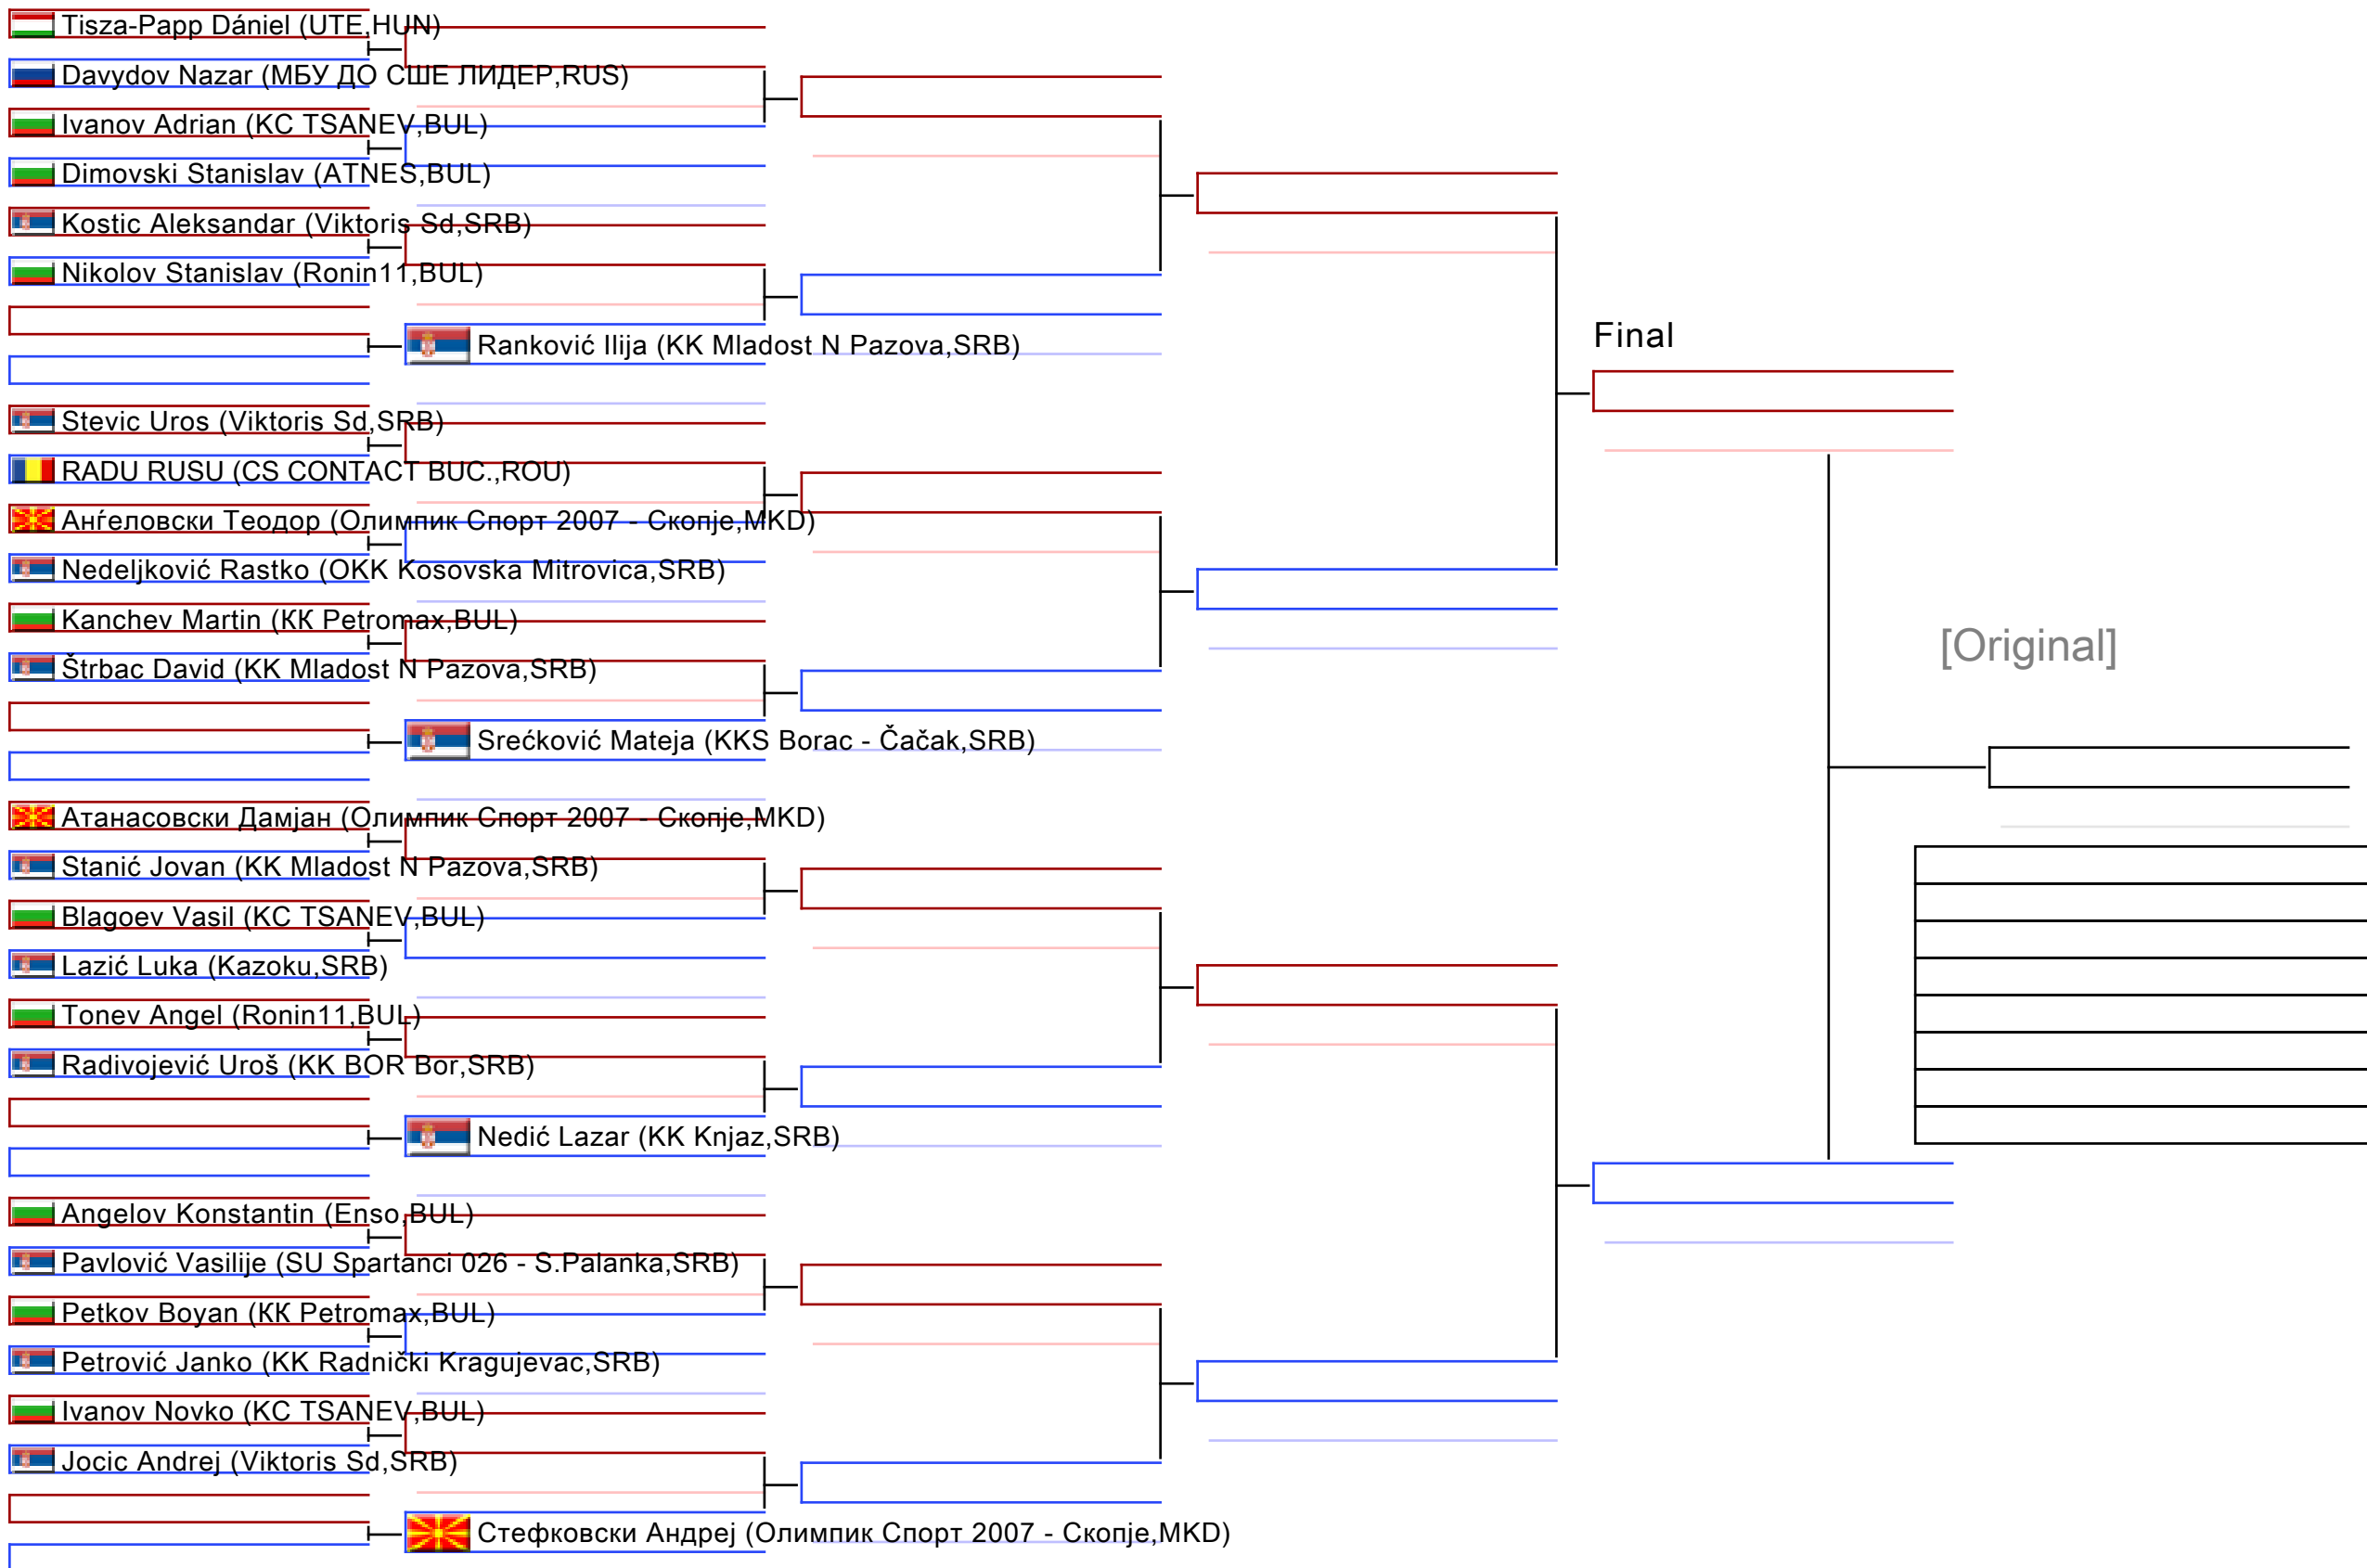 Tisza-Papp Dániel (UTE,HUN)
Davydov Nazar (МБУ ДО СШЕ ЛИДЕР,RUS)
Ivanov Adrian (KC TSANEV,BUL)
Dimovski Stanislav (ATNES,BUL)
Kostic Aleksandar (Viktoris Sd,SRB)
Nikolov Stanislav (Ronin11,BUL)
Ranković Ilija (KK Mladost N Pazova,SRB)
Final
Stevic Uros (Viktoris Sd,SRB)
RADU RUSU (CS CONTACT BUC.,ROU)
Анѓеловски Теодор (Олимпик Спорт 2007 - Скопје,MKD)
Nedeljković Rastko (OKK Kosovska Mitrovica,SRB)
Kanchev Martin (КК Petromax,BUL)
[Original]
Štrbac David (KK Mladost N Pazova,SRB)
Srećković Mateja (KKS Borac - Čačak,SRB)
Атанасовски Дамјан (Олимпик Спорт 2007 - Скопје,MKD)
Stanić Jovan (KK Mladost N Pazova,SRB)
Blagoev Vasil (KC TSANEV,BUL)
Lazić Luka (Kazoku,SRB)
Tonev Angel (Ronin11,BUL)
Radivojević Uroš (KK BOR Bor,SRB)
Nedić Lazar (KK Knjaz,SRB)
Angelov Konstantin (Enso,BUL)
Pavlović Vasilije (SU Spartanci 026 - S.Palanka,SRB)
Petkov Boyan (КК Petromax,BUL)
Petrović Janko (KK Radnički Kragujevac,SRB)
Ivanov Novko (KC TSANEV,BUL)
Jocic Andrej (Viktoris Sd,SRB)
Стефковски Андреј (Олимпик Спорт 2007 - Скопје,MKD)